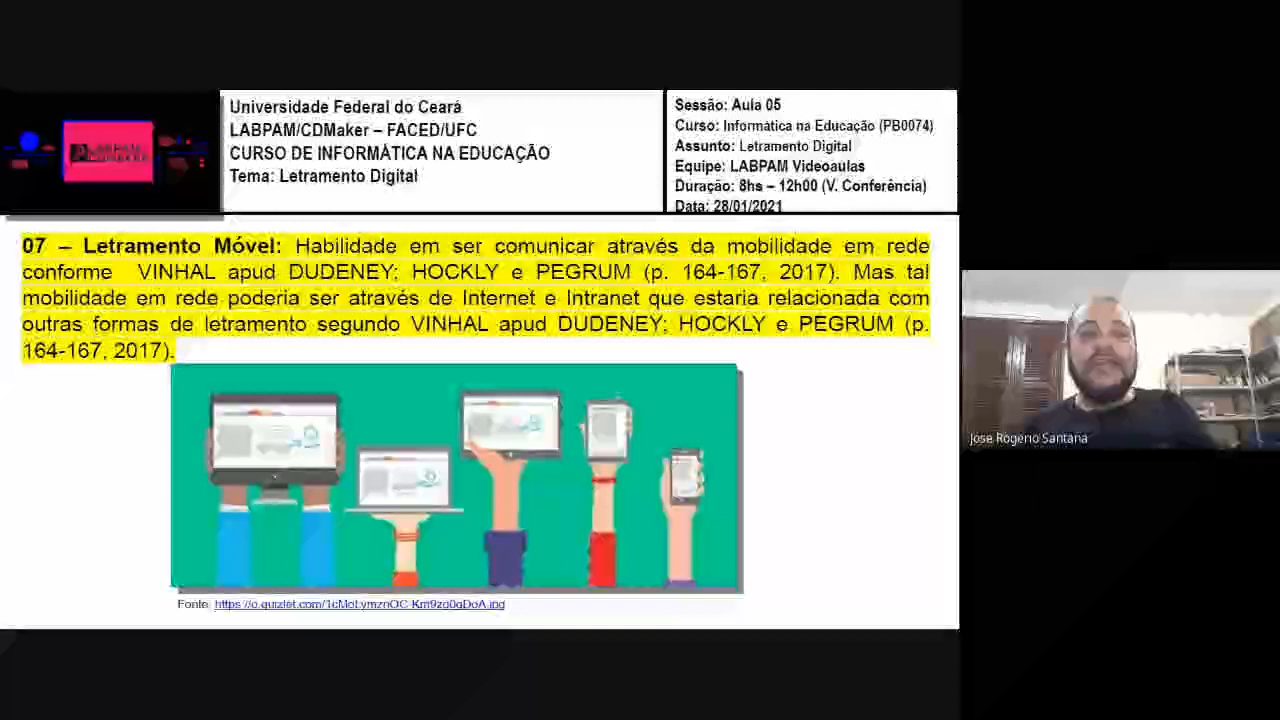 Universidade Federal do Ceará
LABPAM/CDMaker – FACED/UFC
CURSO DE INFORMÁTICA NA EDUCAÇÃO
Tema: Letramento Digital
Sessão: Aula 05
Curso: Informática na Educação (PB0074)
Assunto: Letramento Digital
Equipe: LABPAM Videoaulas
Duração: 8hs – 12h00 (V. Conferência)
Data: 28/01/2021
07 – Letramento Móvel: Habilidade em ser comunicar através da mobilidade em rede
conforme VINHAL apud DUDENEY; HOCKLY e PEGRUM (p. 164-167, 2017). Mas tal
mobilidade em rede poderia ser através de Internet e Intranet que estaria relacionada com
outras formas de letramento segundo VINHAL apud DUDENEY; HOCKLY e PEGRUM (p.
164-167, 2017).
Fonte:
José Rogério Santana